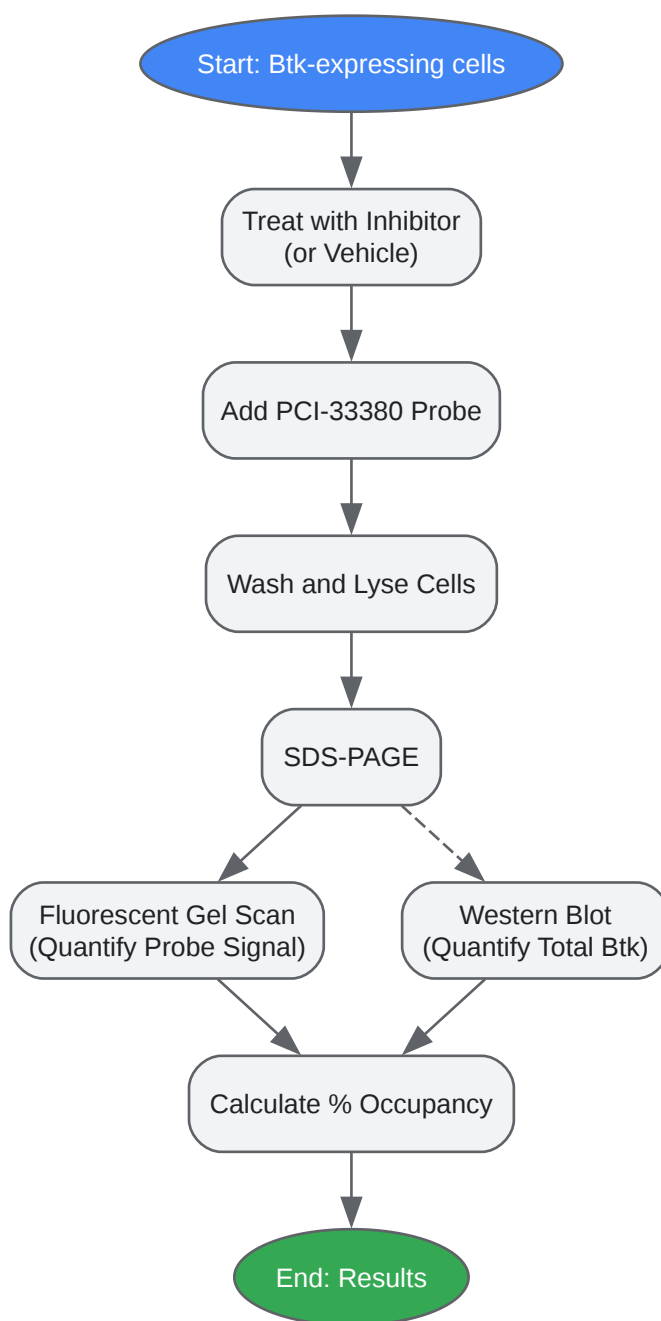 Start: Btk-expressing cells
Treat with Inhibitor
(or Vehicle)
Add PCI-33380 Probe
Wash and Lyse Cells
SDS-PAGE
Fluorescent Gel Scan
(Quantify Probe Signal)
Western Blot
(Quantify Total Btk)
Calculate % Occupancy
End: Results